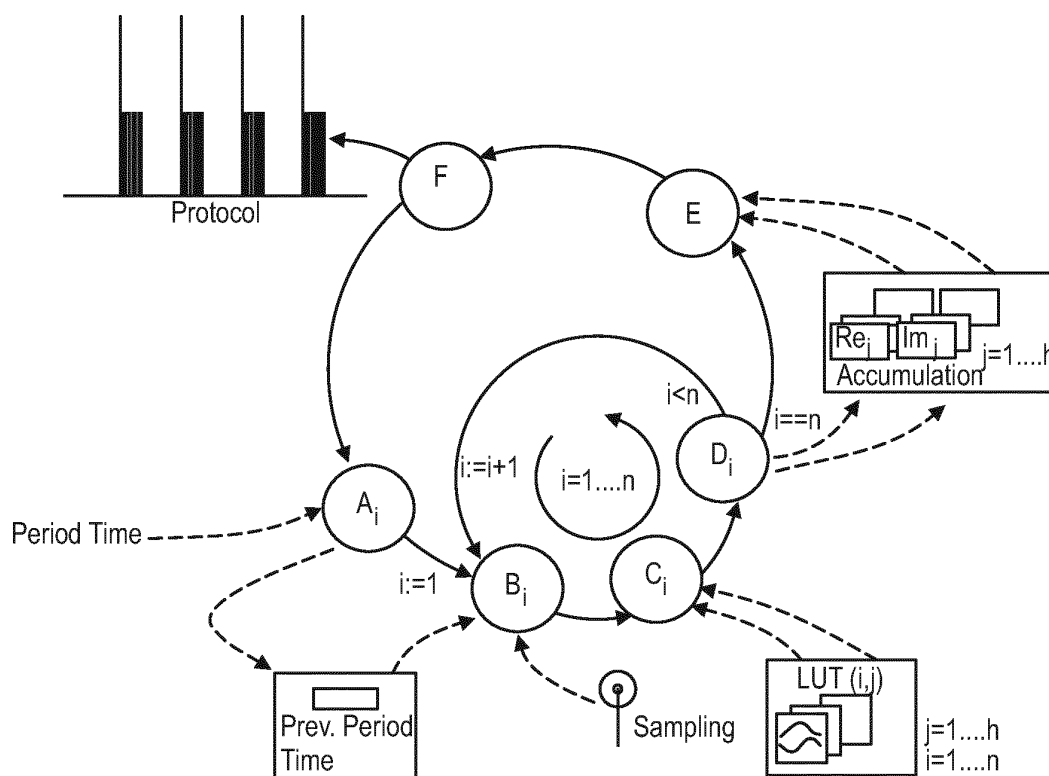 Protocol
F
E
Re j
Im j
j=1....h
Accumulation
i<n
i==n
D i
i:=i+1
i=1....n
A i
Period Time
i:=1
B i
C i
Prev. Period
Time
Sampling
LUT (i,j)
j=1....h
i=1....n